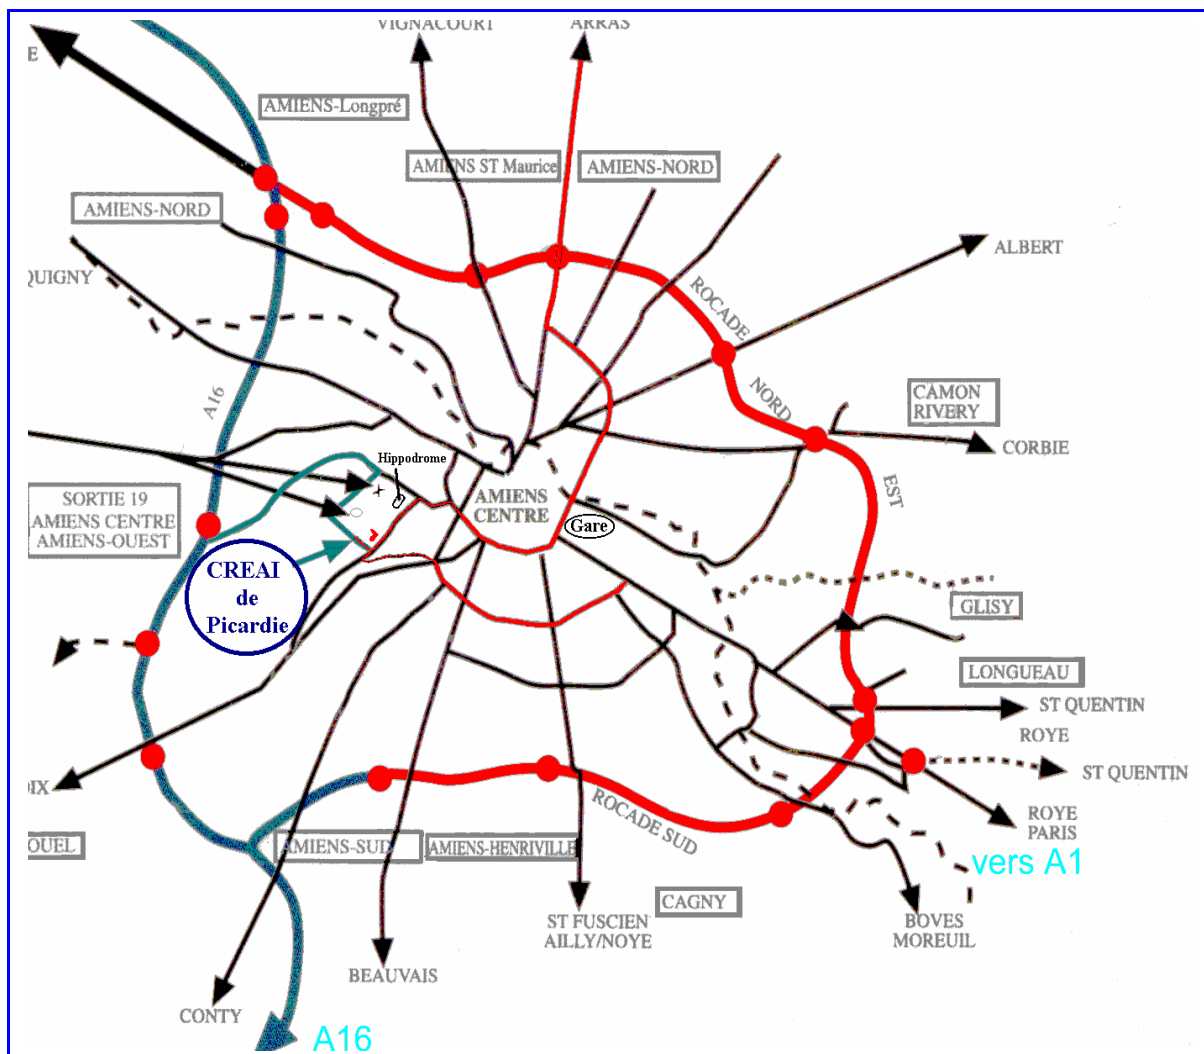 VIGNACOURT
ARRAS
E
AMIENS-Longpré
AMIENS ST Maurice
AMIENS-NORD
AMIENS-NORD
QUIGNY
ALBERT
ROCADE
NORD
EST
A16
CAMON
RIVERY
CORBIE
Hippodrome
SORTIE 19
AMIENS CENTRE
AMIENS-OUEST
AMIENS
CENTRE
Gare
CREAI
de
Picardie
GLISY
LONGUEAU
ST QUENTIN
ROYE
ST QUENTIN
OIX
ROCADE SUD
ROYE
PARIS
OUEL
AMIENS-SUD
AMIENS-HENRIVILLE
vers A1
CAGNY
ST FUSCIEN
AILLY/NOYE
BOVES
MOREUIL
BEAUVAIS
CONTY
A16